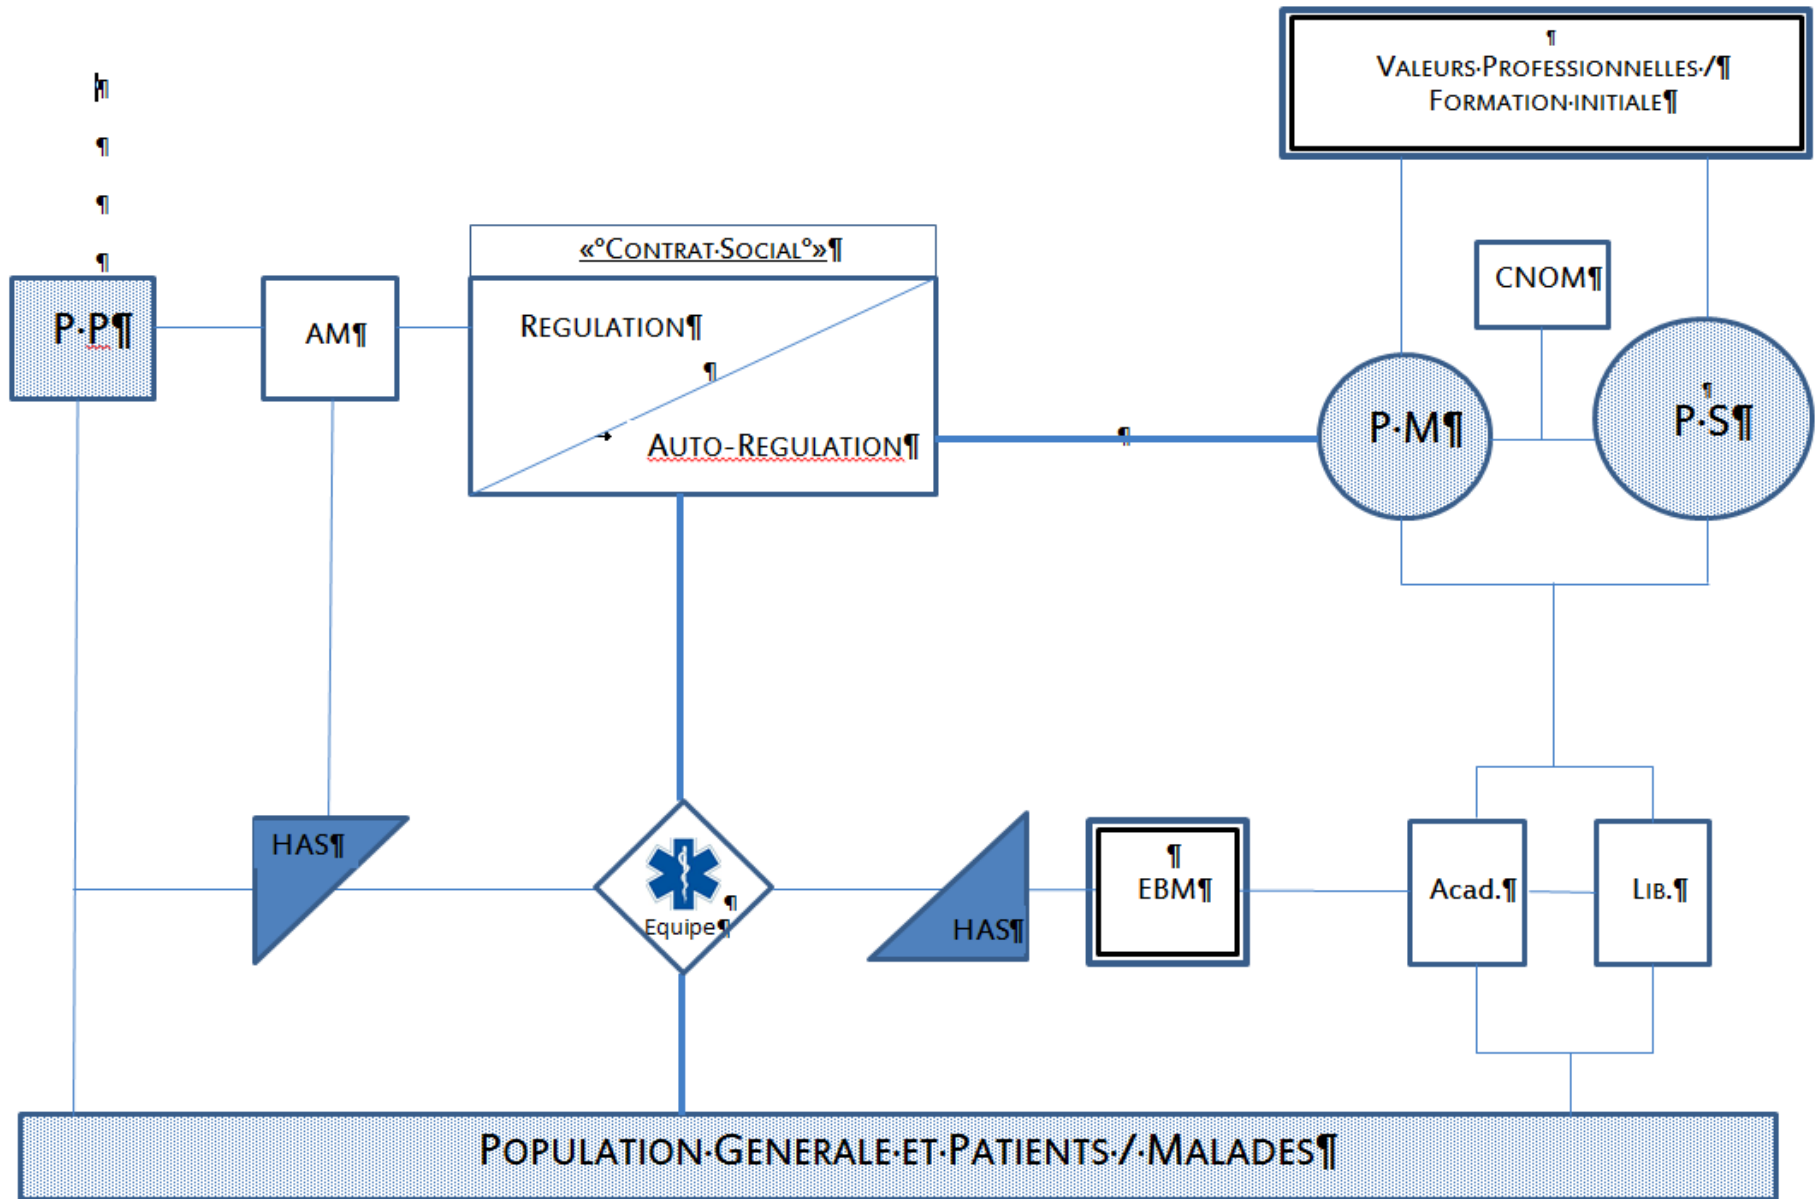 ¶
VALEURS·PROFESSIONNELLES·/¶
FORMATION·INITIALE¶
¶
¶
¶
¶
«°CONTRAT·SOCIAL°»¶
CNOM¶
P·P¶
AM¶
REGULATION¶
¶
→
AUTO-REGULATION¶
¶
P·M¶
¶
P·S¶
HAS¶
¶
Equipe¶
HAS¶
¶
EBM¶
Acad.¶
LIB.¶
POPULATION·GENERALE·ET·PATIENTS·/·MALADES¶